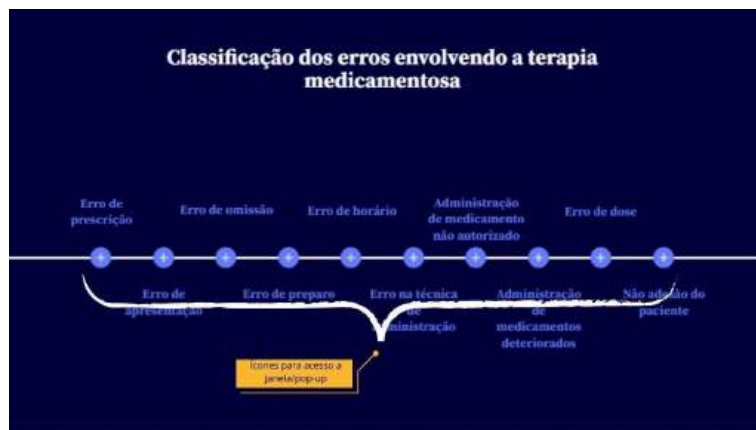 Classificação dos erros envolvendo a terapia
medicamentosa
Erro de
prescrição
Erro de omissão
Erro de horário
Administração
de medicamento
não autorizado
Erro de dose
Erro de
apresentação
Erro de preparo
Erro na técnica
de
administração
Administração
de
medicamentos
deteriorados
Não adesão do
paciente
Ícones para acesso a
janela/pop-up